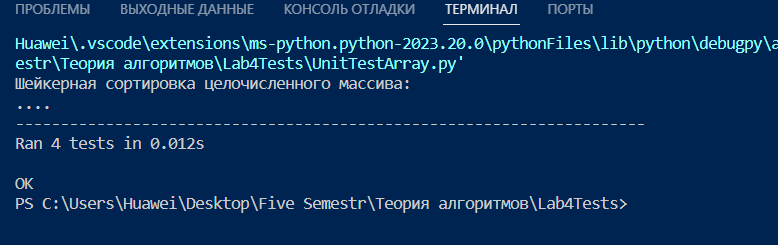 ПРОБЛЕМЫ ВЫХОДНЫЕ ДАННЫЕ КОНСОЛЬ ОТЛАДКИ ТЕРМИНАЛ ПОРТЫ
Huawei\.vscode\extensions\ms-python.python-2023.20.0\pythonFiles\lib\python\debugpy\a
estr\Теория алгоритмов\Lab4Tests\UnitTestArray.py'
Шейкерная сортировка целочисленного массива:
....
----------------------------------------------------------------------
Ran 4 tests in 0.012s
OK
PS C:\Users\Huawei\Desktop\Five Semestr\Теория алгоритмов\Lab4Tests>